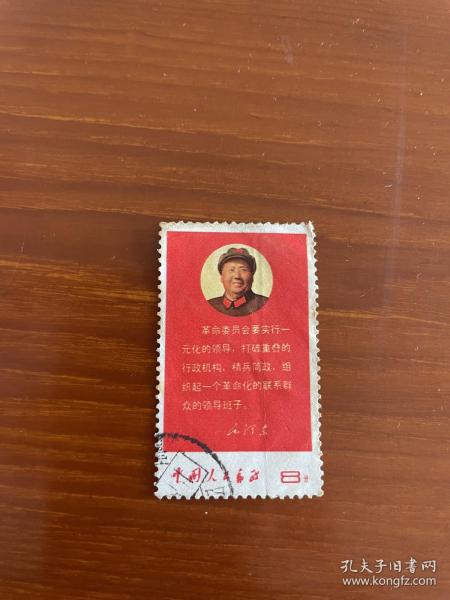 革命委员会要实行一
元化的领导，打破重叠的
行政机构，精兵简政，组
织起一个革命化的联系群
众的领导班子。
毛泽东
中国人民邮政 8分
孔夫子旧书网
www.kongfz.com